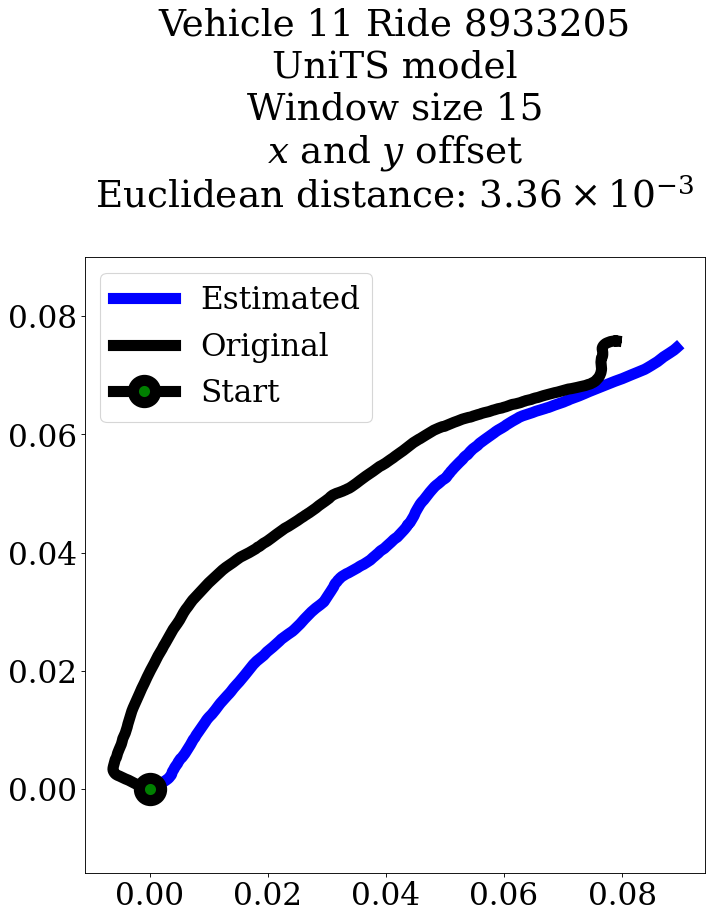 Vehicle 11 Ride 8933205
UniTS model
Window size 15
x and y offset
Euclidean distance: 3.36 × 10⁻³
Estimated
Original
Start
0.08
0.06
0.04
0.02
0.00
0.00 0.02 0.04 0.06 0.08